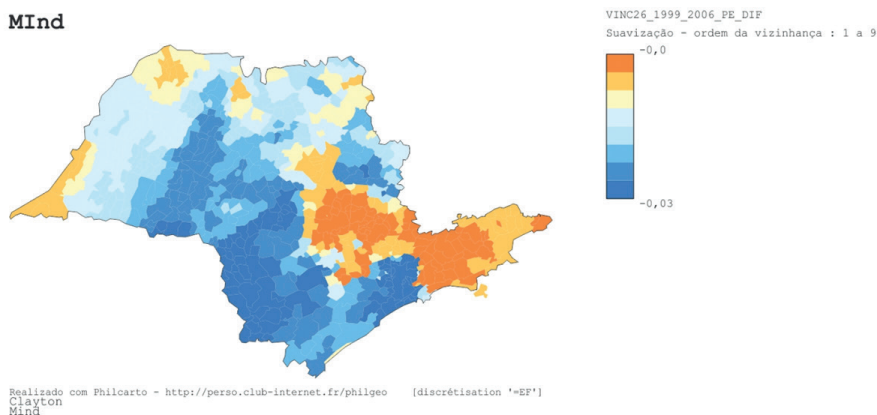 MInd
VINC26_1999_2006_PE_DIF
Suavização - ordem da vizinhança : 1 a 9
-0,0
-0,03
Realizado com Philcarto - http://perso.club-internet.fr/philgeo [discrétisation '=EF']
Clayton
Mind